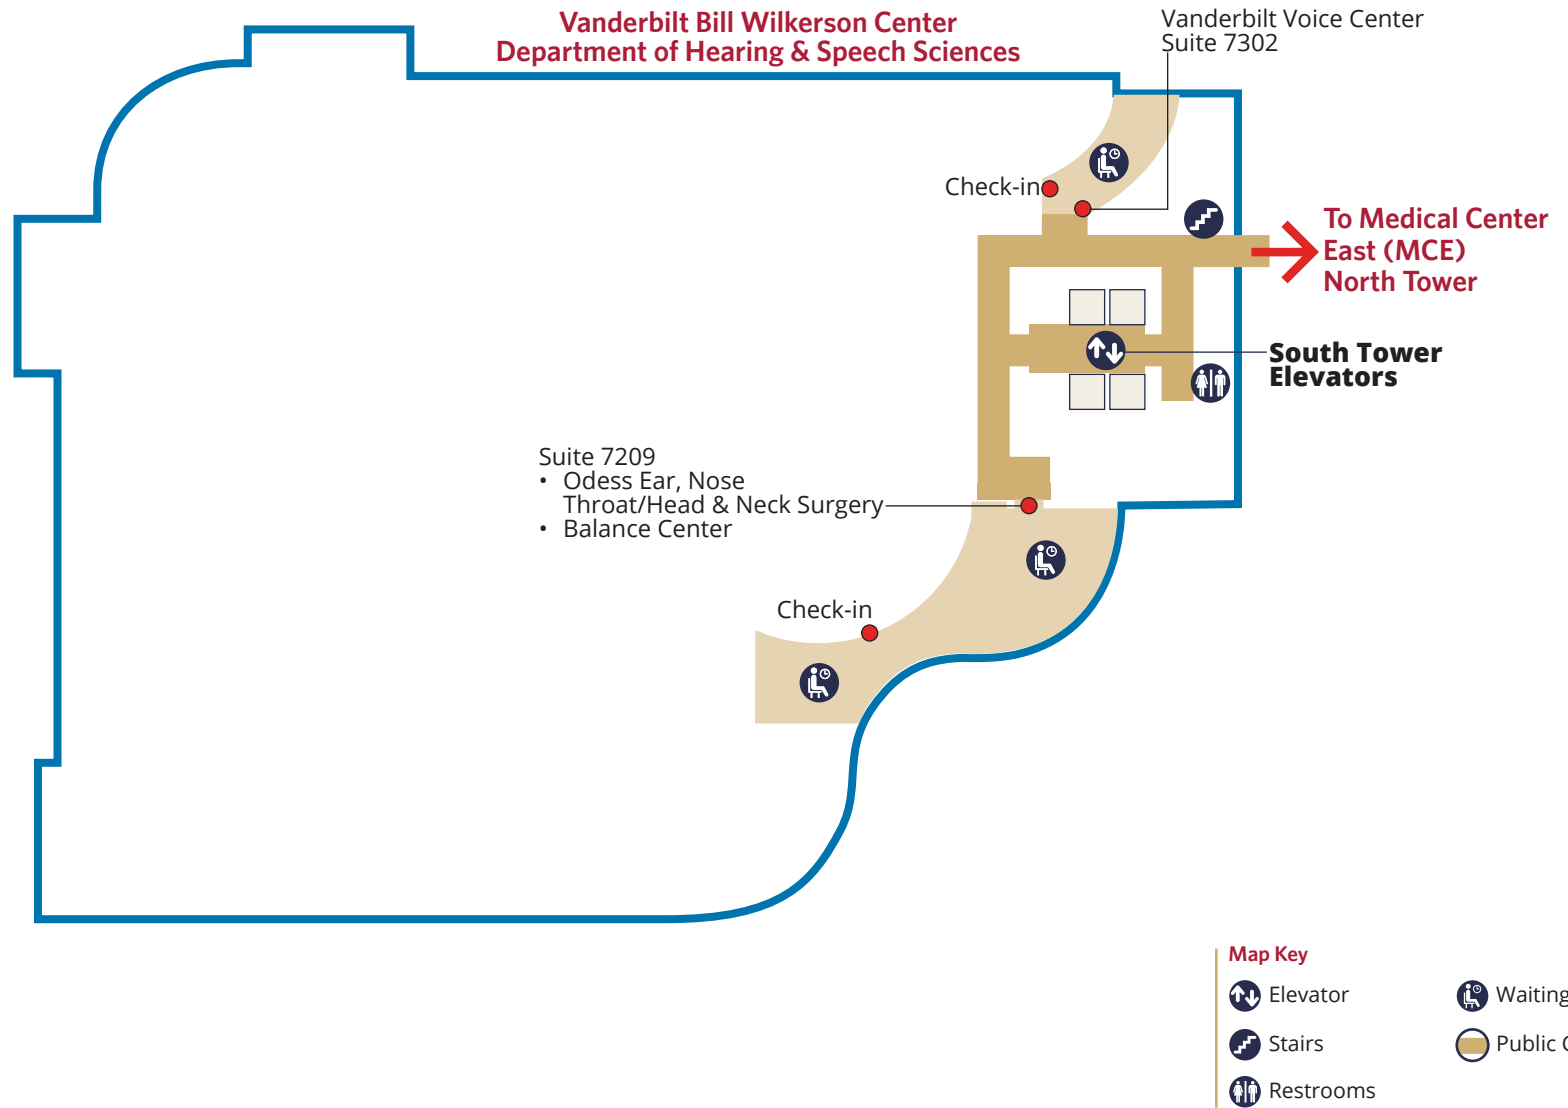 Vanderbilt Bill Wilkerson Center
Department of Hearing & Speech Sciences
Vanderbilt Voice Center
Suite 7302
Check-in
To Medical Center
East (MCE)
North Tower
South Tower
Elevators
Suite 7209
• Odess Ear, Nose
Throat/Head & Neck Surgery
• Balance Center
Check-in
Map Key
Elevator
Waiting
Stairs
Public
Restrooms